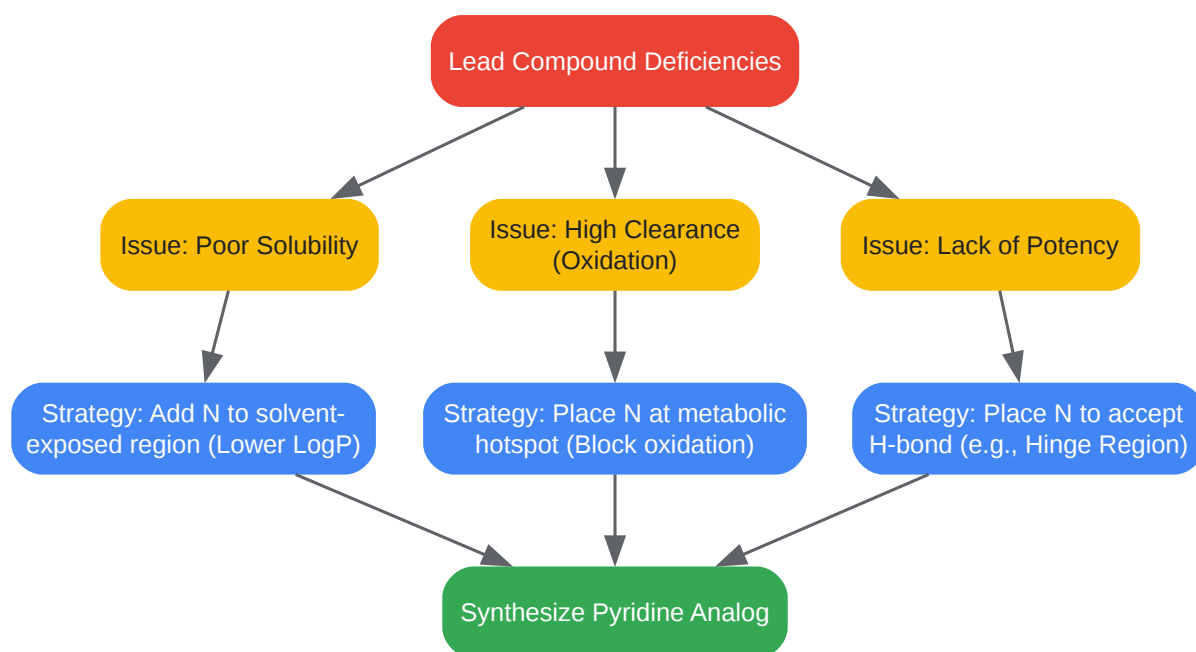 Lead Compound Deficiencies
Issue: Poor Solubility
Issue: High Clearance
(Oxidation)
Issue: Lack of Potency
Strategy: Add N to solvent-
exposed region (Lower LogP)
Strategy: Place N at metabolic
hotspot (Block oxidation)
Strategy: Place N to accept
H-bond (e.g., Hinge Region)
Synthesize Pyridine Analog